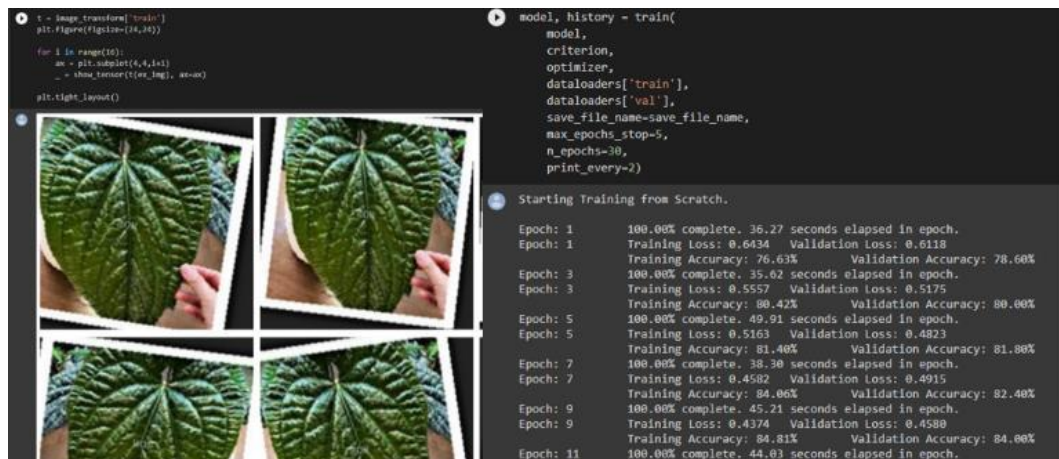 t = image_transform['train']
plt.figure(figsize=(24,24))
for i in range(16):
ax = plt.subplot(4,4,i+1)
_ = show_tensor(t(ex_img), ax=ax)
plt.tight_layout()
model, history = train(
model,
criterion,
optimizer,
dataloaders['train'],
dataloaders['val'],
save_file_name=save_file_name,
max_epochs_stop=5,
n_epochs=30,
print_every=2)
Starting Training from Scratch.
Epoch: 1 100.00% complete. 36.27 seconds elapsed in epoch.
Epoch: 1 Training Loss: 0.6434 Validation Loss: 0.6118
Training Accuracy: 76.63% Validation Accuracy: 78.60%
Epoch: 3 100.00% complete. 35.62 seconds elapsed in epoch.
Epoch: 3 Training Loss: 0.5557 Validation Loss: 0.5175
Training Accuracy: 80.42% Validation Accuracy: 80.00%
Epoch: 5 100.00% complete. 49.91 seconds elapsed in epoch.
Epoch: 5 Training Loss: 0.5163 Validation Loss: 0.4823
Training Accuracy: 81.40% Validation Accuracy: 81.80%
Epoch: 7 100.00% complete. 38.30 seconds elapsed in epoch.
Epoch: 7 Training Loss: 0.4582 Validation Loss: 0.4915
Training Accuracy: 84.06% Validation Accuracy: 82.40%
Epoch: 9 100.00% complete. 45.21 seconds elapsed in epoch.
Epoch: 9 Training Loss: 0.4374 Validation Loss: 0.4580
Training Accuracy: 84.81% Validation Accuracy: 84.00%
Epoch: 11 100.00% complete. 44.03 seconds elapsed in epoch.